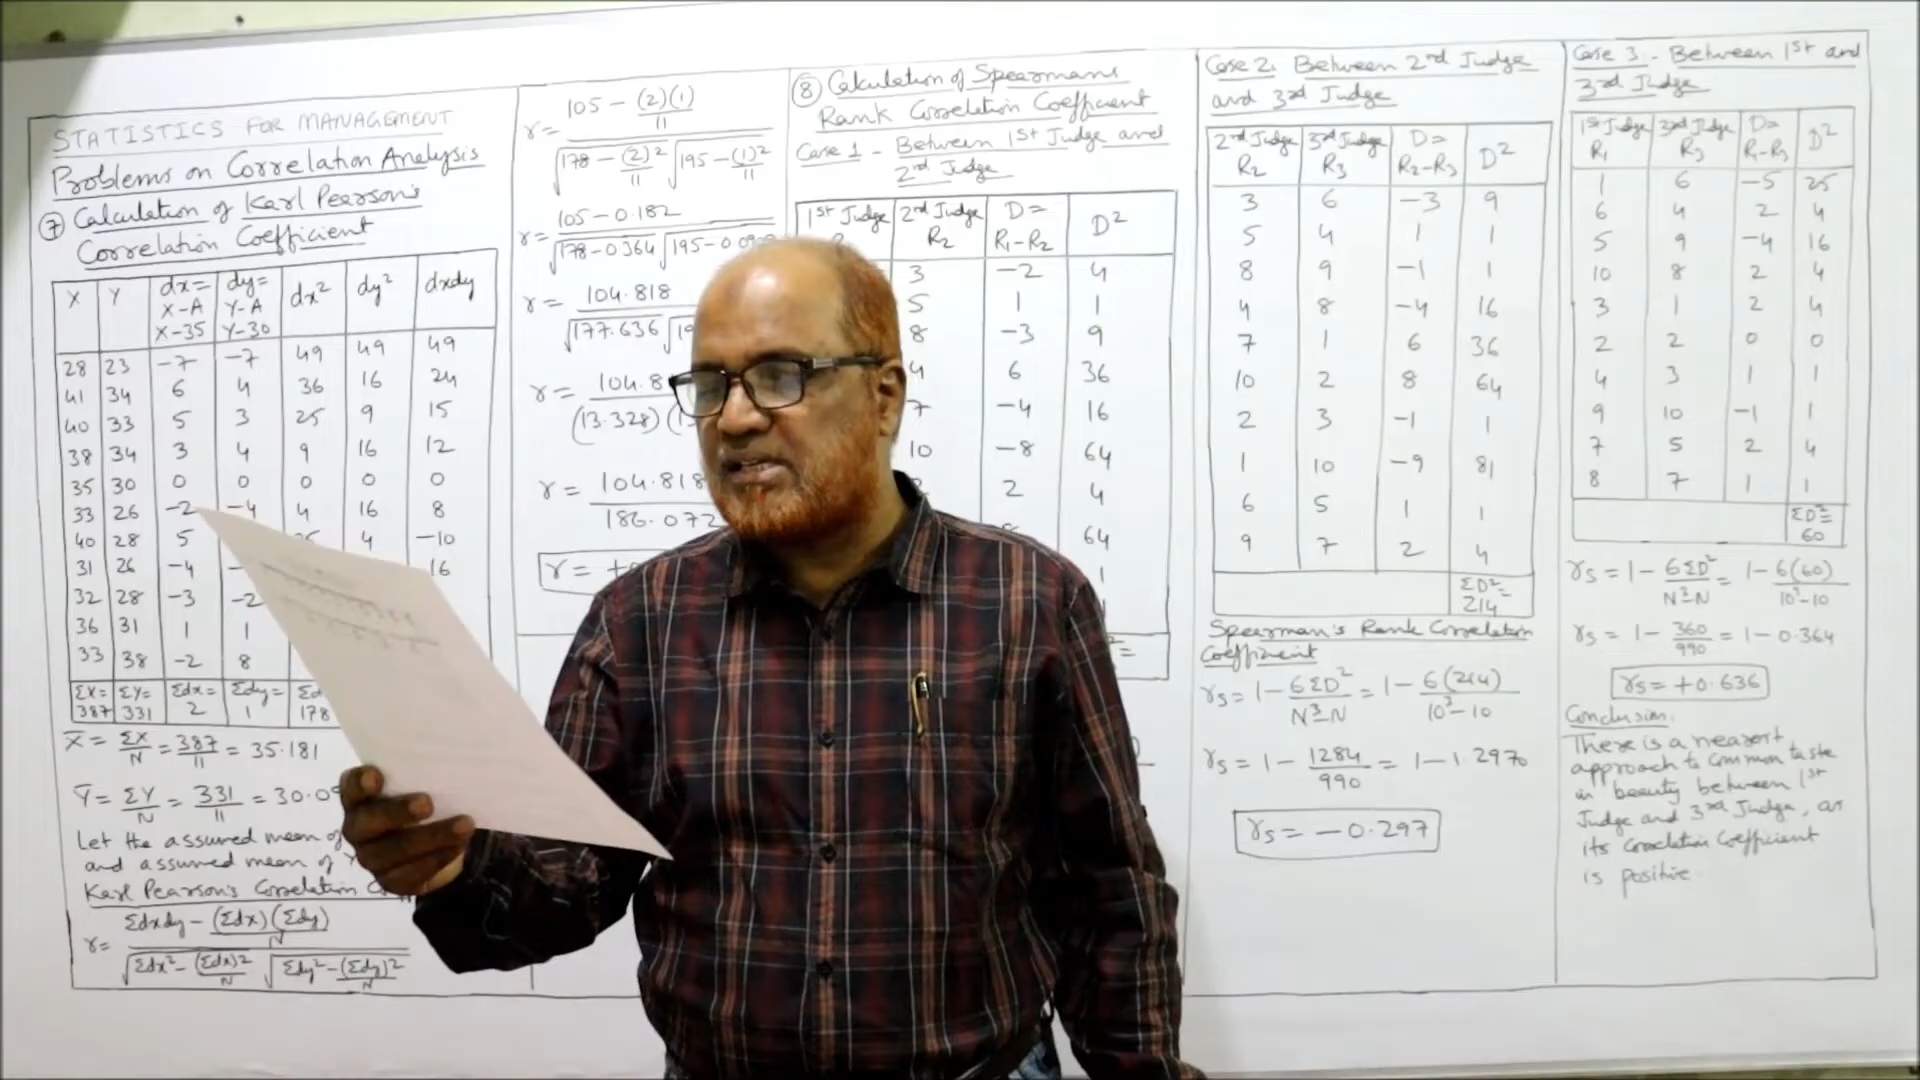 STATISTICS FOR MANAGEMENT
Problems on Correlation Analysis
⑦ Calculation of Karl Pearson's
Correlation Coefficient
X Y dx= X-A X-35 dy= Y-A Y-30 dx² dy² dxdy
28 23 -7 -7 49 49 49
41 34 6 4 36 16 24
40 33 5 3 25 9 15
38 34 3 4 9 16 12
35 30 0 0 0 0 0
33 26 -2 -4 4 16 8
40 28 5 4 -10
31 26 -4 16
32 28 -3 -2
36 31 1 1
33 38 -2 8
ΣX= 387 ΣY= 331 Σdx= 2 Σdy= 1 178
X̄ = ΣX/N = 387/11 = 35.181
Ȳ = ΣY/N = 331/11 = 30.09
Let the assumed mean of
and assumed mean of Y
Karl Pearson's Correlation
r = Σdxdy - (Σdx)(Σdy)/N
√Σdx² - (Σdx)²/N √Σdy² - (Σdy)²/N
r = 105 - (2)(1)/11
√178 - (2)²/11 √195 - (1)²/11
r = 105 - 0.182
√178 - 0.364 √195 - 0.09
r = 104.818
√177.636
r = 104.8
(13.328)
r = 104.818
186.072
r = +
⑧ Calculation of Spearmans
Rank Correlation Coefficient
Case 1 - Between 1st Judge and
2nd Judge
1st Judge 2nd Judge R₂ D= R₁-R₂ D²
3 -2 4
5 1 1
8 -3 9
4 6 36
7 -4 16
10 -8 64
2 4
64
1
=
Case 2: Between 2nd Judge
and 3rd Judge
2nd Judge R₂ 3rd Judge R₃ D= R₂-R₃ D²
3 6 -3 9
5 4 1 1
8 9 -1 1
4 8 -4 16
7 1 6 36
10 2 8 64
2 3 -1 1
1 10 -9 81
6 5 1 1
9 7 2 4
ΣD²= 214
Spearman's Rank Correlation
Coefficient
rs = 1 - 6ΣD²/N³-N = 1 - 6(214)/10³-10
rs = 1 - 1284/990 = 1 - 1.2970
rs = -0.297
Case 3 - Between 1st and
3rd Judge
1st Judge R₁ 3rd Judge R₃ D= R₁-R₃ D²
1 6 -5 25
6 4 2 4
5 9 -4 16
10 8 2 4
3 1 2 4
2 2 0 0
4 3 1 1
9 10 -1 1
7 5 2 4
8 7 1 1
ΣD²= 60
rs = 1 - 6ΣD²/N³-N = 1 - 6(60)/10³-10
rs = 1 - 360/990 = 1 - 0.364
rs = +0.636
Conclusion:
There is a nearest
approach to common taste
in beauty between 1st
Judge and 3rd Judge, as
its Correlation Coefficient
is positive